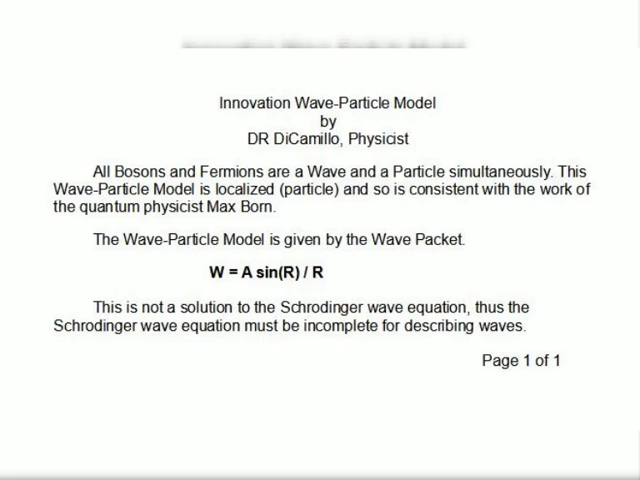 Innovation Wave-Particle Model
by
DR DiCamillo, Physicist
All Bosons and Fermions are a Wave and a Particle simultaneously. This
Wave-Particle Model is localized (particle) and so is consistent with the work of
the quantum physicist Max Born.
The Wave-Particle Model is given by the Wave Packet.
W = A sin(R) / R
This is not a solution to the Schrodinger wave equation, thus the
Schrodinger wave equation must be incomplete for describing waves.
Page 1 of 1